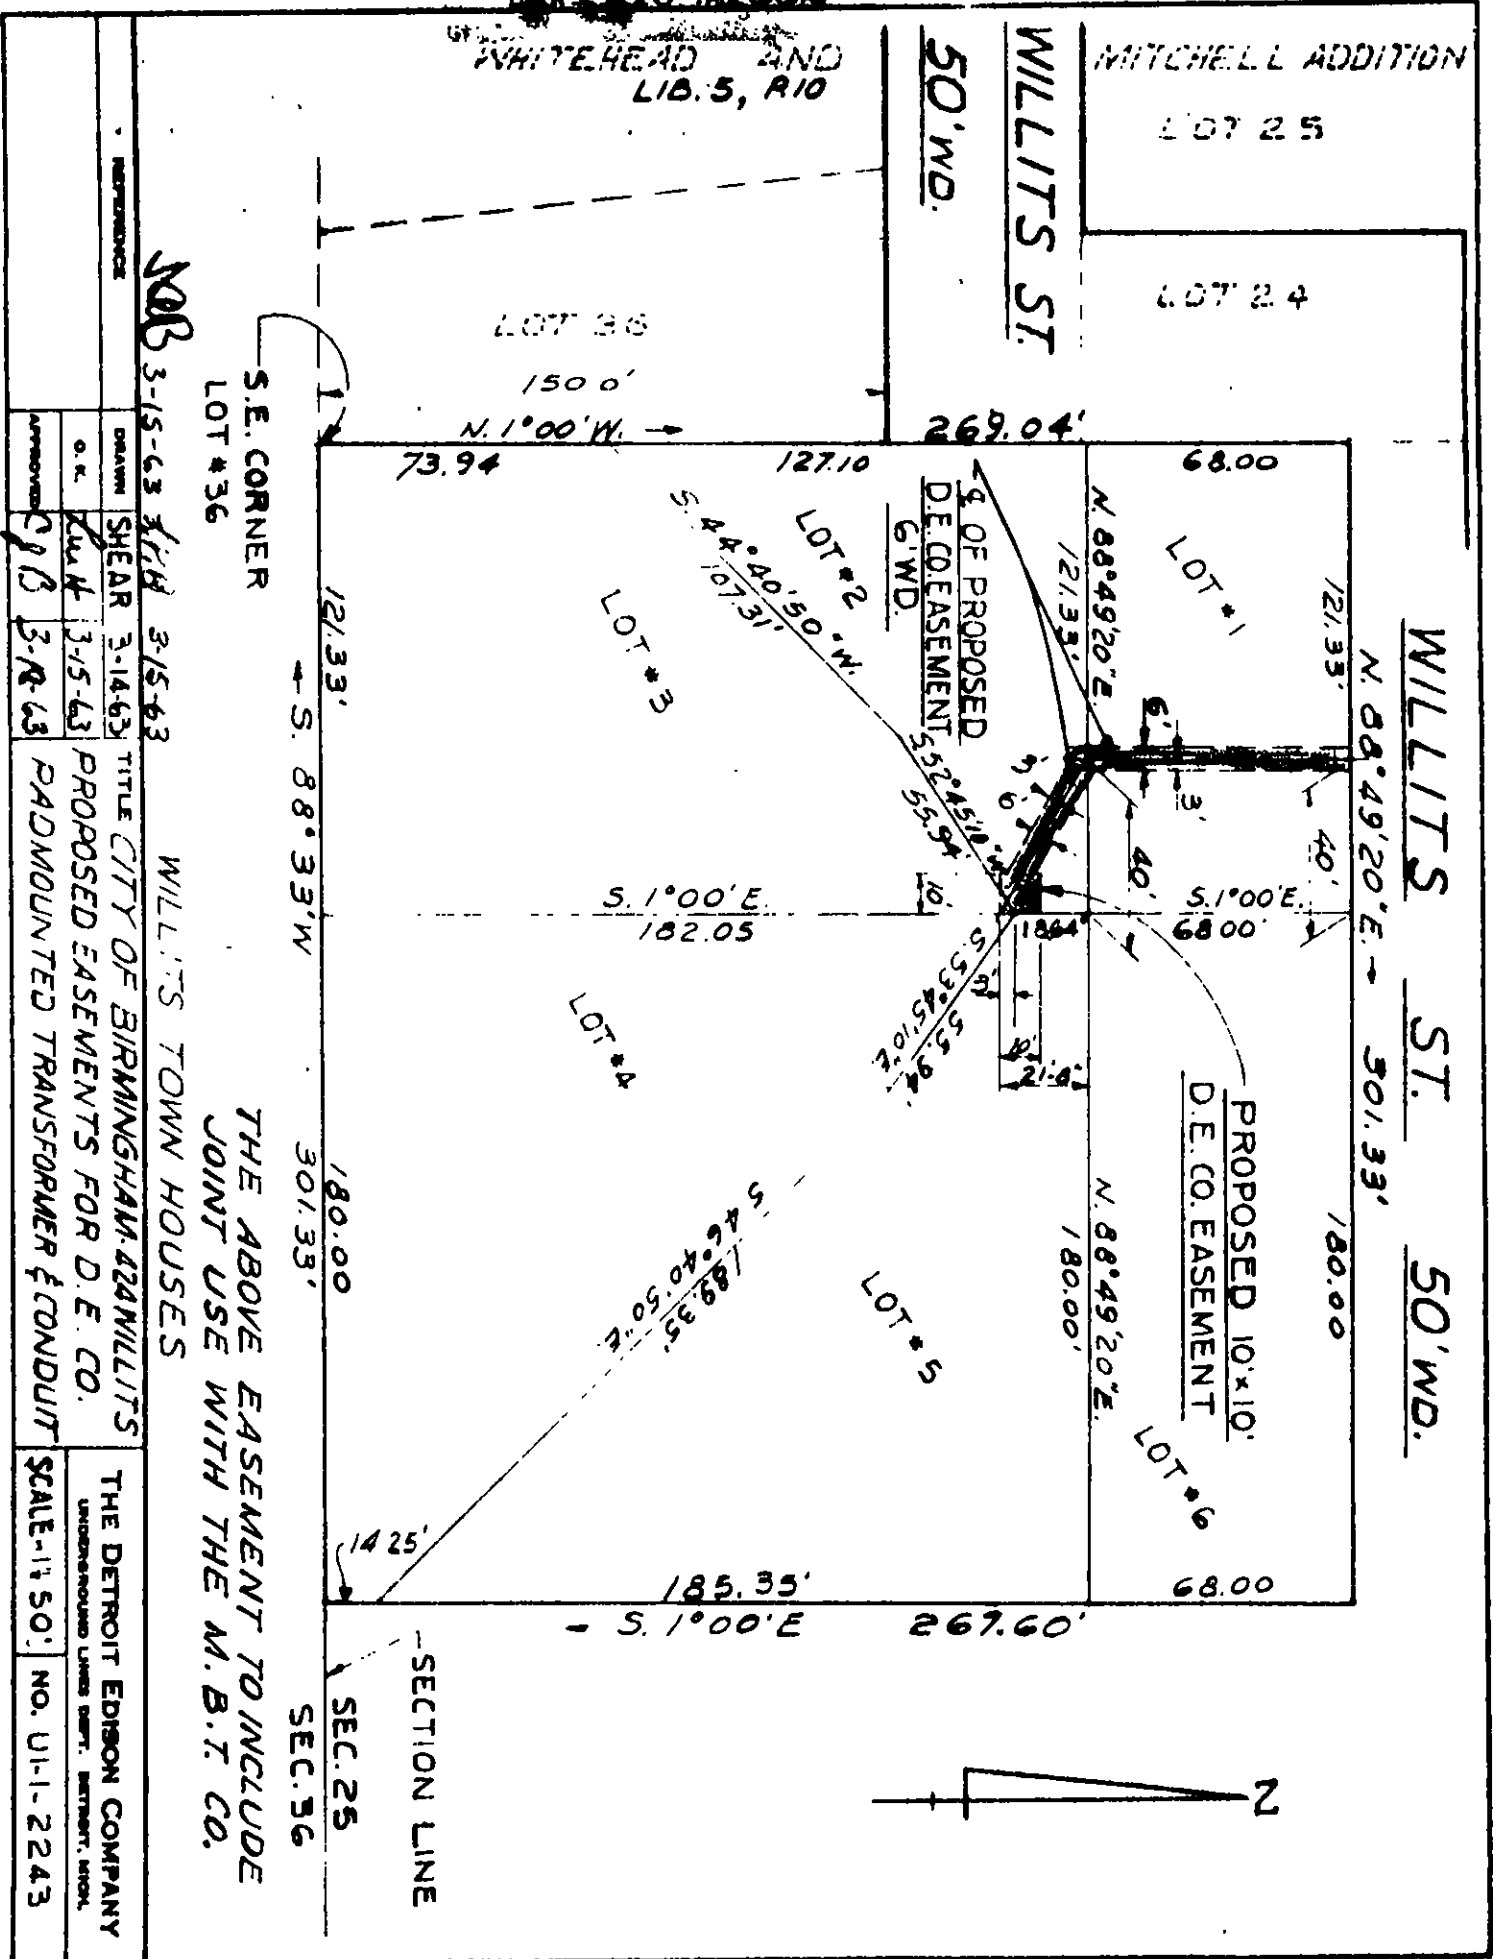 WHITEHEAD AND
LIB. 5, P.10
MITCHELL ADDITION
LOT 25
LOT 24
WILLITS ST.
50' WD.
LOT 36
150 0'
N. 1°00' W.
269.04'
73.94
127.10
68.00
S.E. CORNER
LOT #36
WILLITS ST. 50' WD.
N. 88°49'20" E. 301.33'
121.33'
180.00
LOT #1
N. 88°49'20" E.
121.33'
6'
3'
40'
40'
S. 1°00' E.
68 00'
PROPOSED 10'x10'
D.E. CO. EASEMENT
N. 88°49'20" E.
180.00'
LOT #6
68.00
℄ OF PROPOSED
D.E. CO. EASEMENT
6' WD.
LOT #2
S. 44°40'50" W.
107.31'
LOT #3
S 52°45'10" W.
55.94'
3'
6'
10'
18.64'
S. 1°00' E.
182.05
S. 53°45'10" E.
55.94'
10'
LOT #4
S 46°40'50" E.
189.35'
LOT #5
185.35'
S. 1°00' E
267.60'
14 25'
121.33'
180.00
S. 88°33' W
301.33'
SECTION LINE
SEC. 25
SEC. 36
N
THE ABOVE EASEMENT TO INCLUDE
JOINT USE WITH THE M.B.T. CO.
WILLITS TOWN HOUSES
3-15-63
3-15-63
REFERENCE
DRAWN SHEAR 3-14-63
O.K. 3-15-63
APPROVED
TITLE CITY OF BIRMINGHAM-424 WILLITS
PROPOSED EASEMENTS FOR D.E. CO.
PADMOUNTED TRANSFORMER & CONDUIT
THE DETROIT EDISON COMPANY
UNDERGROUND LINES DEPT. DETROIT, MICH.
SCALE-1"=50'
NO. U1-1-2243